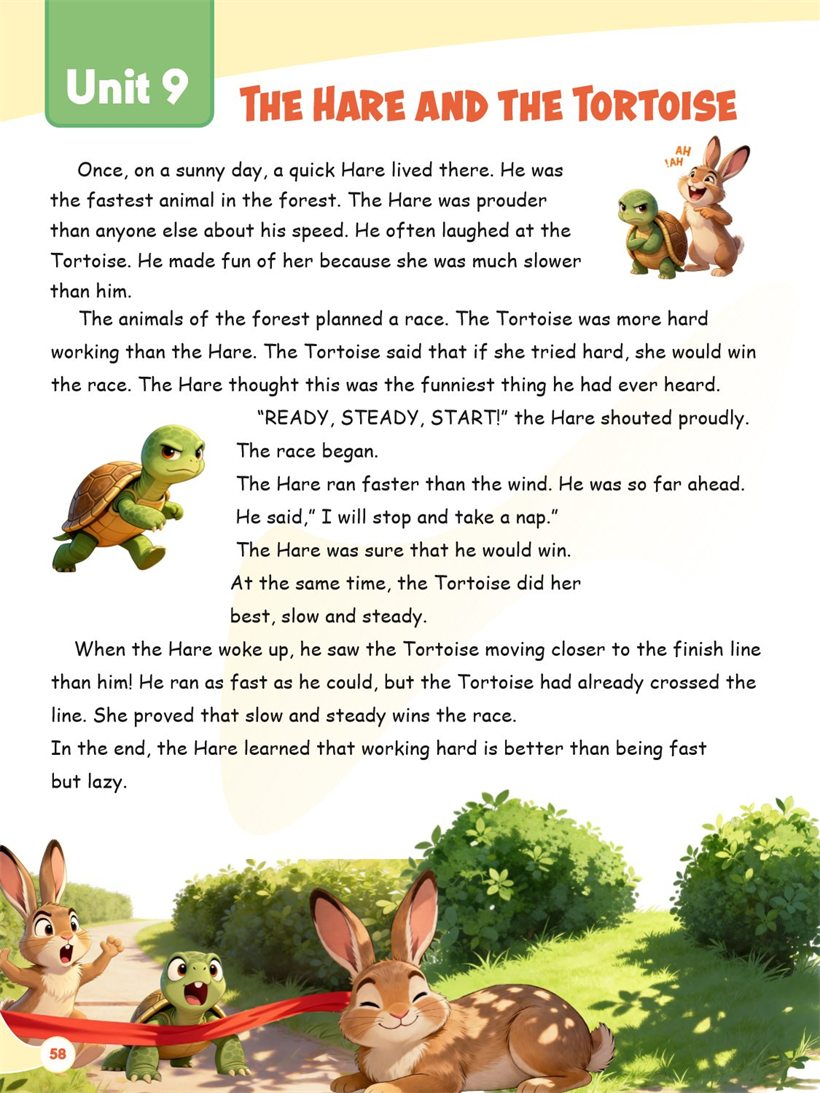 Unit 9
THE HARE AND THE TORTOISE
AH
!AH
Once, on a sunny day, a quick Hare lived there. He was
the fastest animal in the forest. The Hare was prouder
than anyone else about his speed. He often laughed at the
Tortoise. He made fun of her because she was much slower
than him.
The animals of the forest planned a race. The Tortoise was more hard
working than the Hare. The Tortoise said that if she tried hard, she would win
the race. The Hare thought this was the funniest thing he had ever heard.
“READY, STEADY, START!” the Hare shouted proudly.
The race began.
The Hare ran faster than the wind. He was so far ahead.
He said,” I will stop and take a nap.”
The Hare was sure that he would win.
At the same time, the Tortoise did her
best, slow and steady.
When the Hare woke up, he saw the Tortoise moving closer to the finish line
than him! He ran as fast as he could, but the Tortoise had already crossed the
line. She proved that slow and steady wins the race.
In the end, the Hare learned that working hard is better than being fast
but lazy.
58